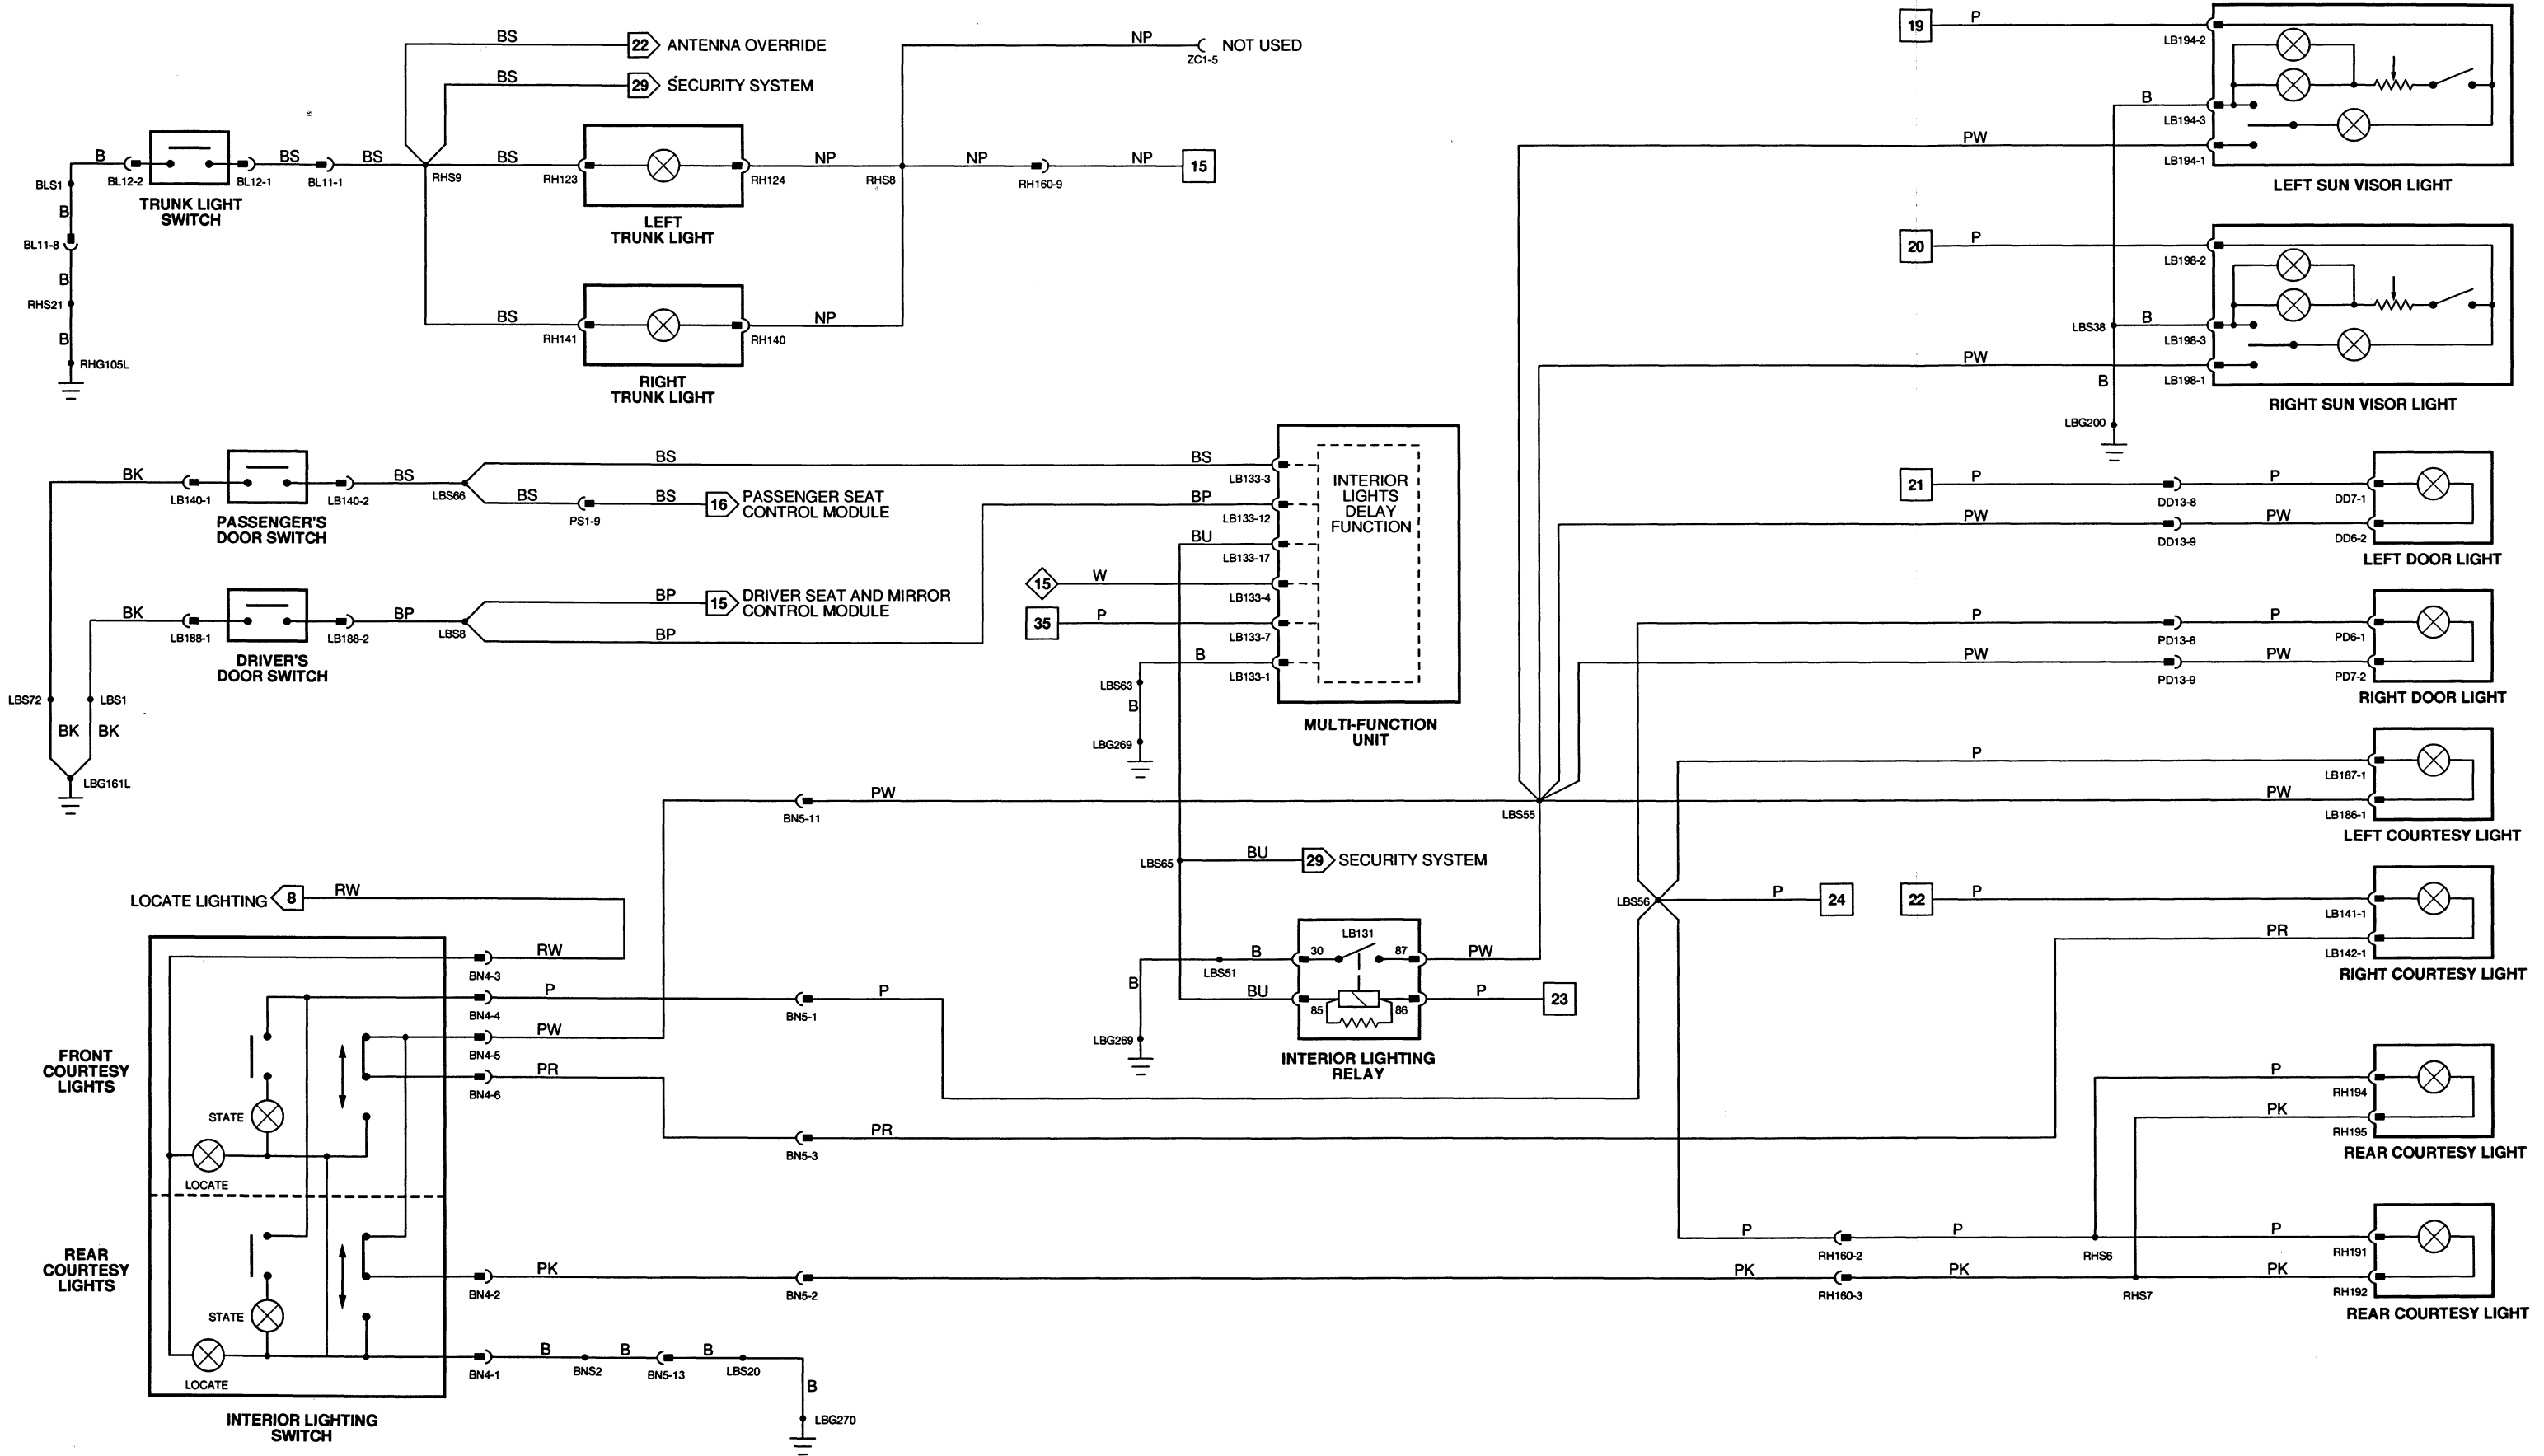 BS
22
ANTENNA OVERRIDE
NP
NOT USED
ZC1-5
BS
29
SECURITY SYSTEM
B
BL12-2
BL12-1
BS
BL11-1
BS
RHS9
BS
RH123
RH124
NP
RHS8
NP
RH160-9
NP
15
BLS1
TRUNK LIGHT
SWITCH
LEFT
TRUNK LIGHT
B
BL11-8
B
RHS21
B
RHG105L
BS
RH141
RH140
NP
RIGHT
TRUNK LIGHT
19
P
LB194-2
B
LB194-3
PW
LB194-1
LEFT SUN VISOR LIGHT
20
P
LB198-2
LBS38
B
LB198-3
PW
LB198-1
B
RIGHT SUN VISOR LIGHT
LBG200
BK
LB140-1
LB140-2
BS
LBS66
PASSENGER'S
DOOR SWITCH
BS
BS
LB133-3
BS
PS1-9
BS
16
PASSENGER SEAT
CONTROL MODULE
BP
LB133-12
BU
LB133-17
15
W
LB133-4
35
P
LB133-7
B
LB133-1
LBS63
B
LBG269
INTERIOR
LIGHTS
DELAY
FUNCTION
MULTI-FUNCTION
UNIT
BK
LB188-1
LB188-2
BP
LBS8
DRIVER'S
DOOR SWITCH
BP
15
DRIVER SEAT AND MIRROR
CONTROL MODULE
BP
LBS72
LBS1
BK
BK
LBG161L
21
P
DD13-8
P
DD7-1
PW
DD13-9
PW
DD6-2
LEFT DOOR LIGHT
P
PD13-8
P
PD6-1
PW
PD13-9
PW
PD7-2
RIGHT DOOR LIGHT
P
LB187-1
PW
LB186-1
LEFT COURTESY LIGHT
BN5-11
PW
LBS55
LBS65
BU
29
SECURITY SYSTEM
LOCATE LIGHTING
8
RW
LBS56
P
24
22
P
LB141-1
PR
LB142-1
RIGHT COURTESY LIGHT
LB131
30
87
85
86
B
LBS51
B
BU
LBG269
PW
P
23
INTERIOR LIGHTING
RELAY
RW
BN4-3
P
BN4-4
BN5-1
P
PW
BN4-5
PR
BN4-6
BN5-3
PR
FRONT
COURTESY
LIGHTS
STATE
LOCATE
P
RH194
PK
RH195
REAR COURTESY LIGHT
REAR
COURTESY
LIGHTS
STATE
LOCATE
P
RH160-2
P
RHS6
P
RH191
PK
BN4-2
BN5-2
PK
RH160-3
PK
RHS7
PK
RH192
REAR COURTESY LIGHT
BN4-1
B
BNS2
B
BN5-13
B
LBS20
B
LBG270
INTERIOR LIGHTING
SWITCH